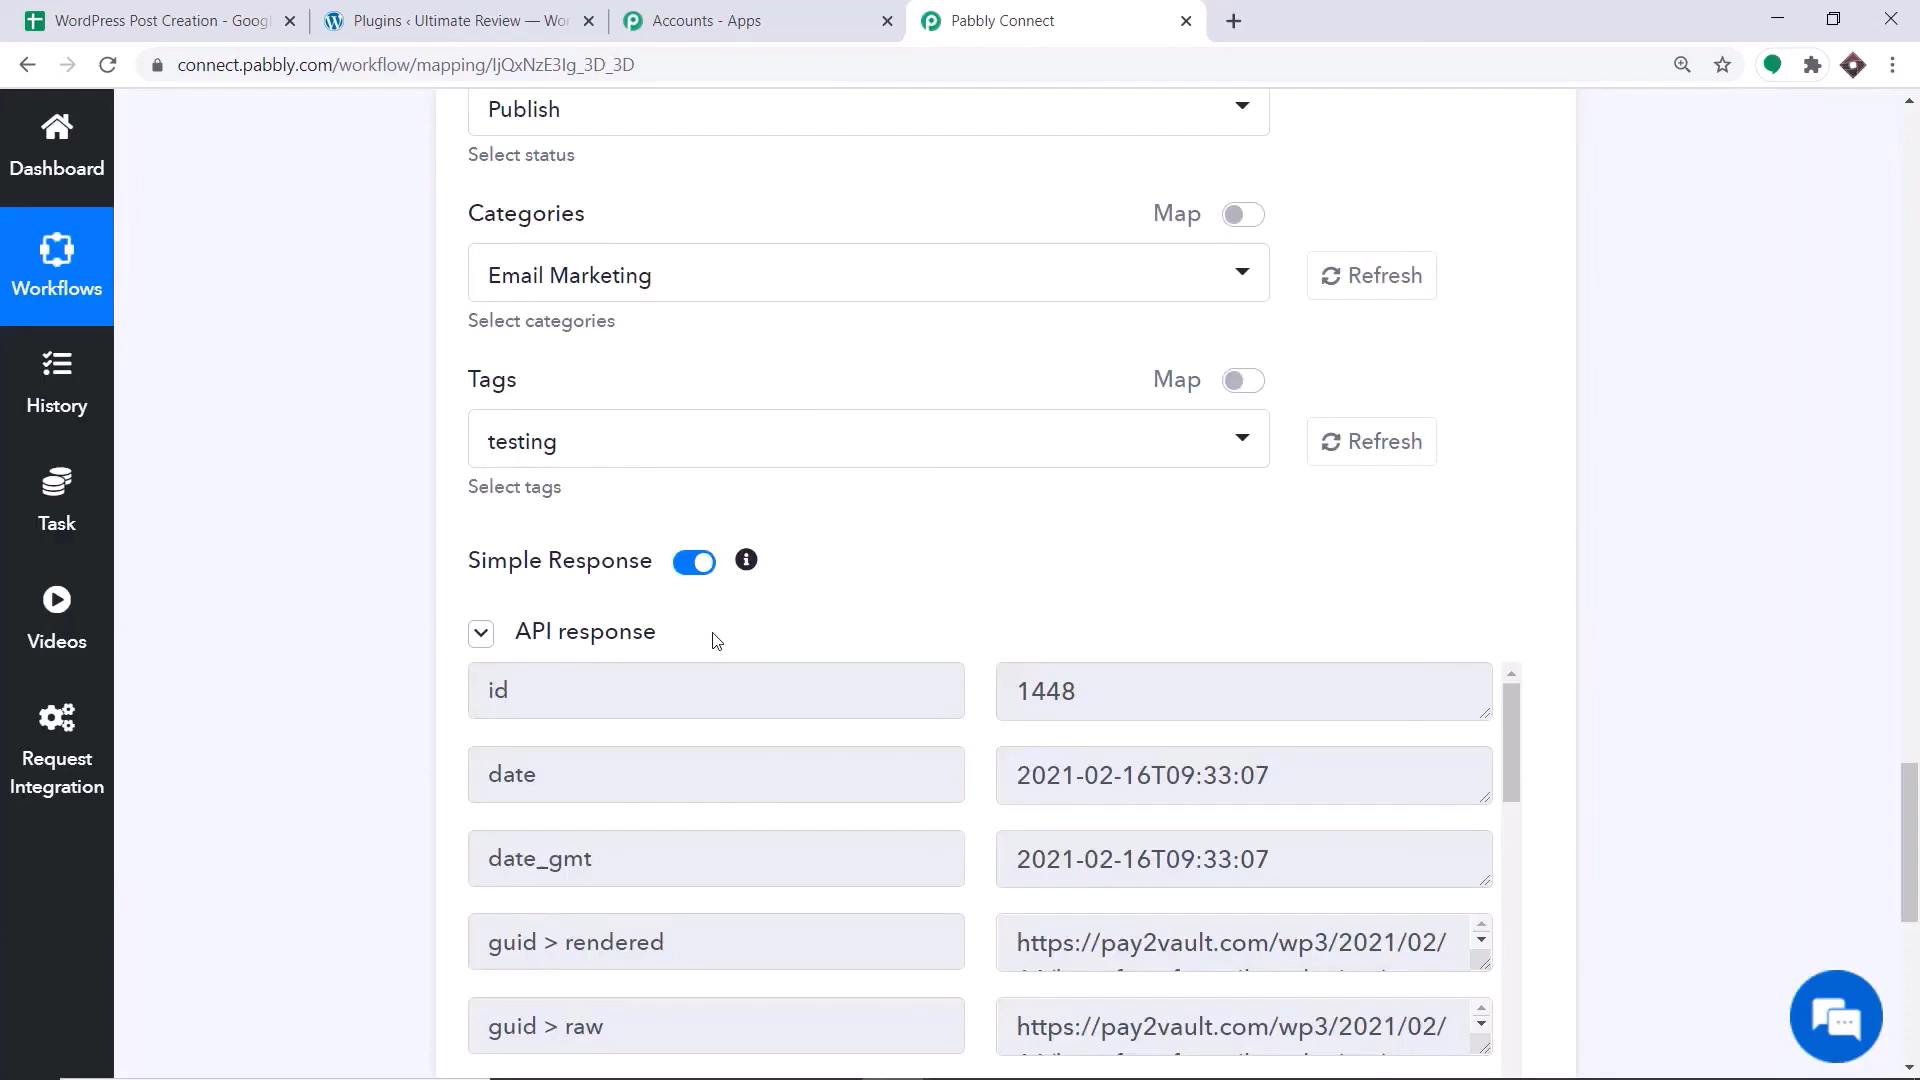 WordPress Post Creation - Googl
Plugins ‹ Ultimate Review — Wor
Accounts - Apps
Pabbly Connect
connect.pabbly.com/workflow/mapping/IjQxNzE3Ig_3D_3D
Dashboard
Workflows
History
Task
Videos
Request
Integration
Publish
Select status
Categories
Map
Email Marketing
Refresh
Select categories
Tags
Map
testing
Refresh
Select tags
Simple Response
API response
id
1448
date
2021-02-16T09:33:07
date_gmt
2021-02-16T09:33:07
guid > rendered
https://pay2vault.com/wp3/2021/02/
guid > raw
https://pay2vault.com/wp3/2021/02/